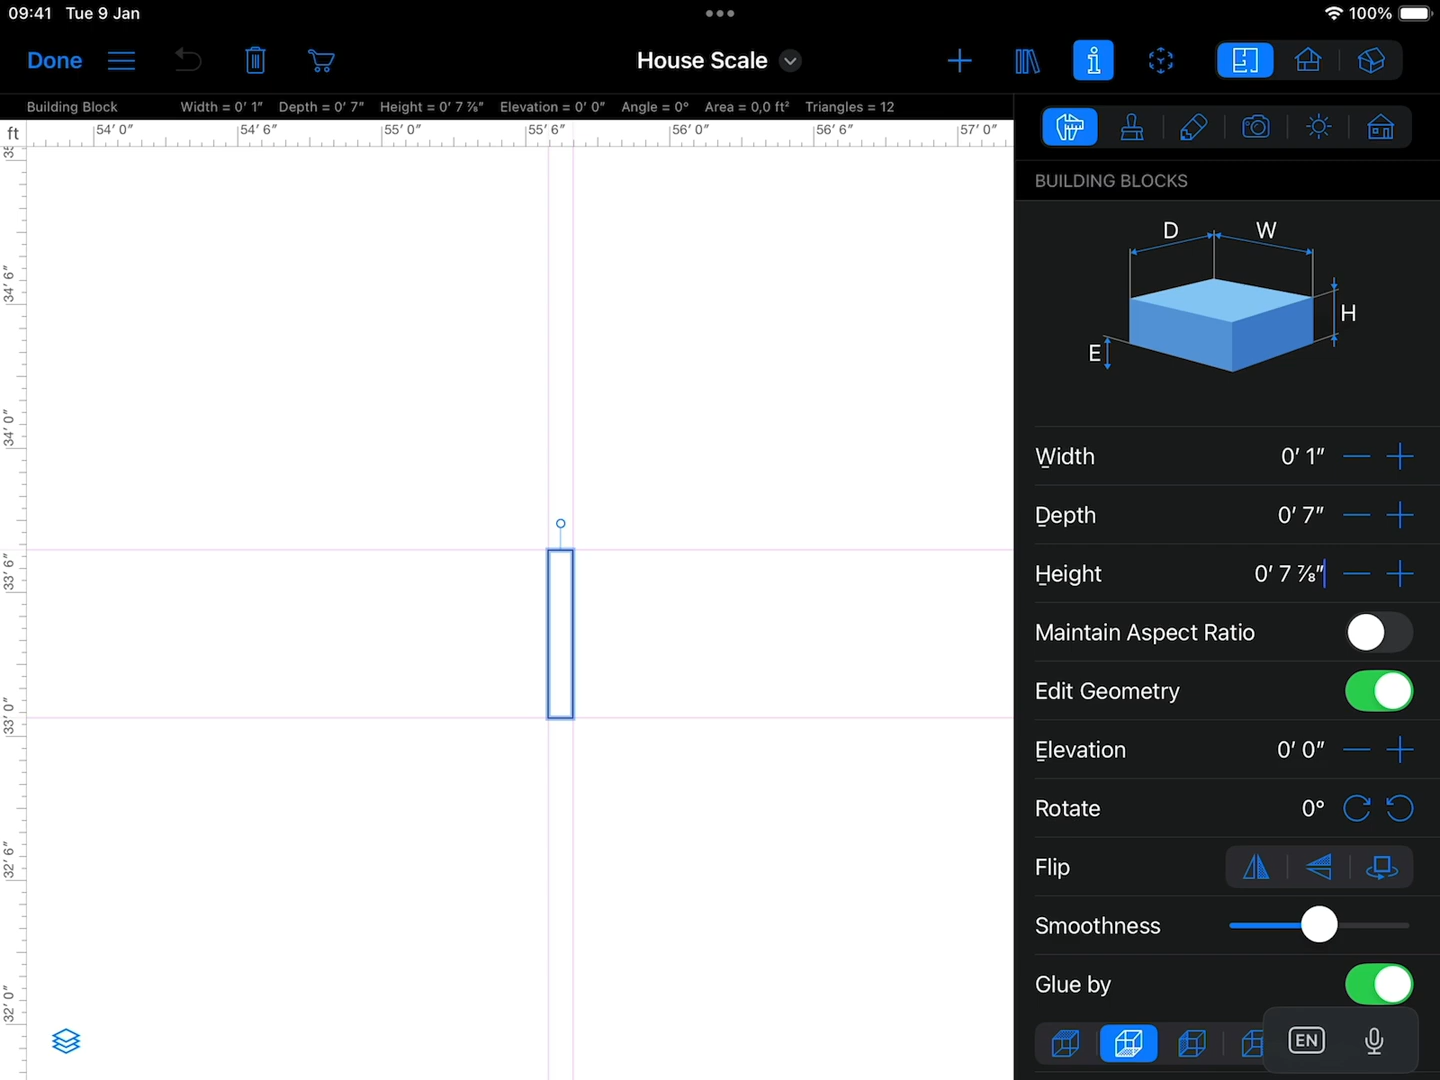 09:41 Tue 9 Jan
100%
Done
House Scale
Building Block Width = 0′ 1″ Depth = 0′ 7″ Height = 0′ 7 ⅞″ Elevation = 0′ 0″ Angle = 0° Area = 0,0 ft² Triangles = 12
ft
54′ 0″ 54′ 6″ 55′ 0″ 55′ 6″ 56′ 0″ 56′ 6″ 57′ 0″
34′ 6″
34′ 0″
33′ 6″
33′ 0″
32′ 6″
32′ 0″
BUILDING BLOCKS
D W
H
E
Width 0′ 1″
Depth 0′ 7″
Height 0′ 7 ⅞″
Maintain Aspect Ratio
Edit Geometry
Elevation 0′ 0″
Rotate 0°
Flip
Smoothness
Glue by
EN